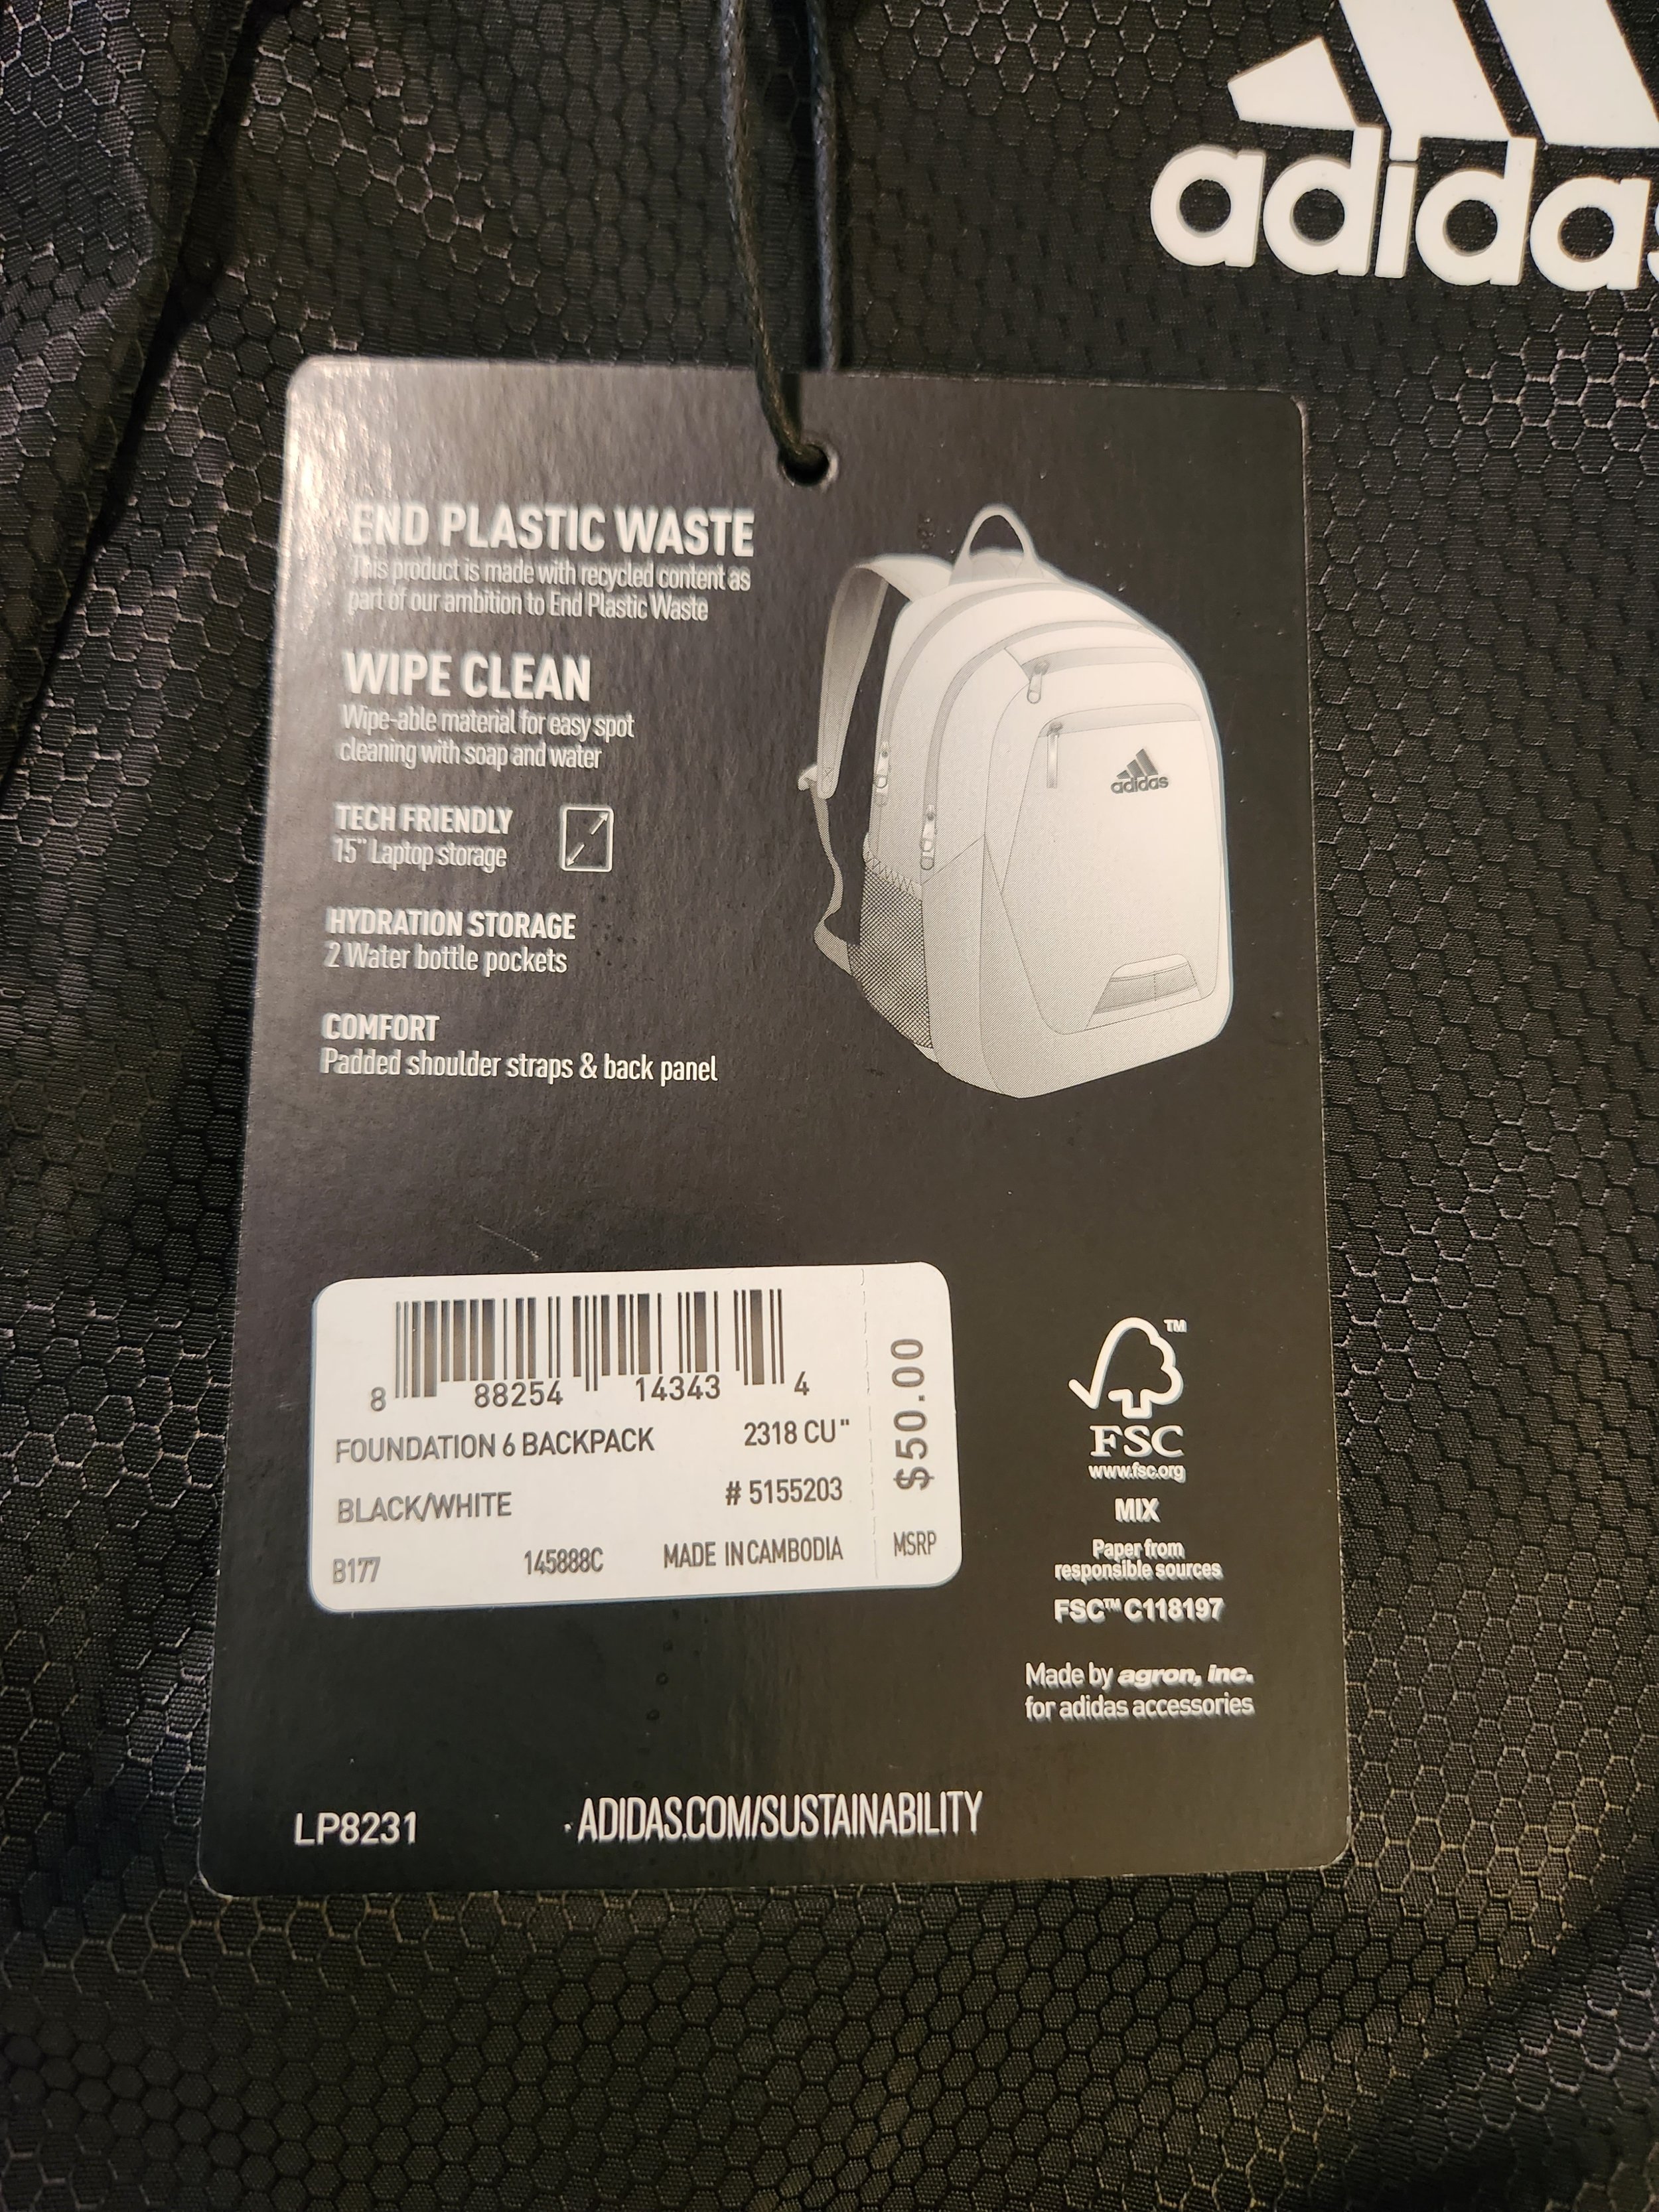 adidas
END PLASTIC WASTE
This product is made with recycled content as
part of our ambition to End Plastic Waste
WIPE CLEAN
Wipe-able material for easy spot
cleaning with soap and water
TECH FRIENDLY
15" Laptop storage
HYDRATION STORAGE
2 Water bottle pockets
COMFORT
Padded shoulder straps & back panel
adidas
8 88254 14343 4
FOUNDATION 6 BACKPACK 2318 CU"
BLACK/WHITE # 5155203
B177 145888C MADE IN CAMBODIA
$50.00
MSRP
TM
FSC
www.fsc.org
MIX
Paper from
responsible sources
FSC™ C118197
Made by agron, inc.
for adidas accessories
LP8231 ADIDAS.COM/SUSTAINABILITY